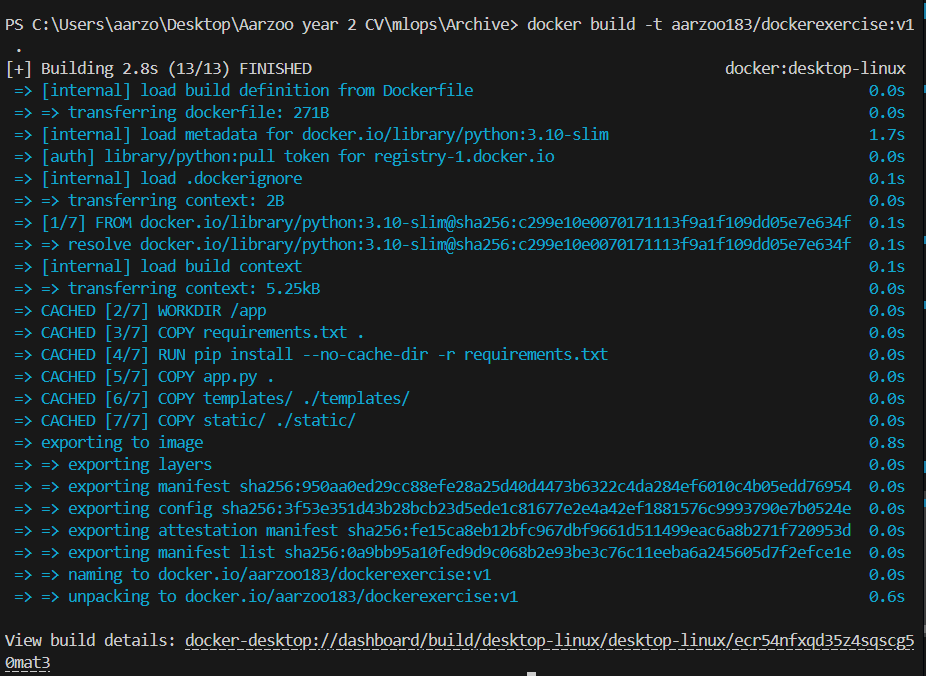 PS C:\Users\aarzo\Desktop\Aarzoo year 2 CV\mlops\Archive> docker build -t aarzoo183/dockerexercise:v1
.
[+] Building 2.8s (13/13) FINISHED docker:desktop-linux
=> [internal] load build definition from Dockerfile 0.0s
=> => transferring dockerfile: 271B 0.0s
=> [internal] load metadata for docker.io/library/python:3.10-slim 1.7s
=> [auth] library/python:pull token for registry-1.docker.io 0.0s
=> [internal] load .dockerignore 0.1s
=> => transferring context: 2B 0.0s
=> [1/7] FROM docker.io/library/python:3.10-slim@sha256:c299e10e0070171113f9a1f109dd05e7e634f 0.1s
=> => resolve docker.io/library/python:3.10-slim@sha256:c299e10e0070171113f9a1f109dd05e7e634f 0.1s
=> [internal] load build context 0.1s
=> => transferring context: 5.25kB 0.0s
=> CACHED [2/7] WORKDIR /app 0.0s
=> CACHED [3/7] COPY requirements.txt . 0.0s
=> CACHED [4/7] RUN pip install --no-cache-dir -r requirements.txt 0.0s
=> CACHED [5/7] COPY app.py . 0.0s
=> CACHED [6/7] COPY templates/ ./templates/ 0.0s
=> CACHED [7/7] COPY static/ ./static/ 0.0s
=> exporting to image 0.8s
=> => exporting layers 0.0s
=> => exporting manifest sha256:950aa0ed29cc88efe28a25d40d4473b6322c4da284ef6010c4b05edd76954 0.0s
=> => exporting config sha256:3f53e351d43b28bcb23d5ede1c81677e2e4a42ef1881576c9993790e7b0524e 0.0s
=> => exporting attestation manifest sha256:fe15ca8eb12bfc967dbf9661d511499eac6a8b271f720953d 0.0s
=> => exporting manifest list sha256:0a9bb95a10fed9d9c068b2e93be3c76c11eeba6a245605d7f2efce1e 0.0s
=> => naming to docker.io/aarzoo183/dockerexercise:v1 0.0s
=> => unpacking to docker.io/aarzoo183/dockerexercise:v1 0.6s
View build details: docker-desktop://dashboard/build/desktop-linux/desktop-linux/ecr54nfxqd35z4sqscg5
0mat3